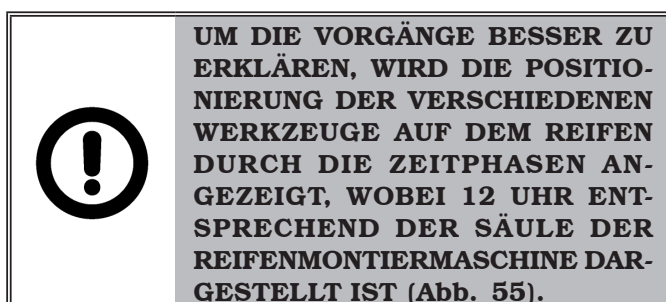 UM DIE VORGÄNGE BESSER ZU
ERKLÄREN, WIRD DIE POSITIO-
NIERUNG DER VERSCHIEDENEN
WERKZEUGE AUF DEM REIFEN
DURCH DIE ZEITPHASEN AN-
GEZEIGT, WOBEI 12 UHR ENT-
SPRECHEND DER SÄULE DER
REIFENMONTIERMASCHINE DAR-
GESTELLT IST (Abb. 55).